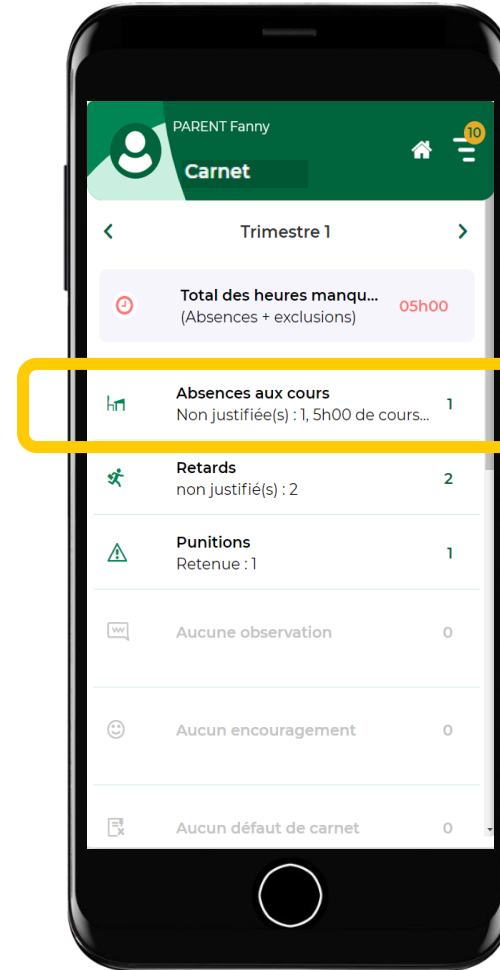 PARENT Fanny
10
Carnet
Trimestre 1
Total des heures manqu... 05h00
(Absences + exclusions)
Absences aux cours 1
Non justifiée(s) : 1, 5h00 de cours...
Retards 2
non justifié(s) : 2
Punitions 1
Retenue : 1
Aucune observation 0
Aucun encouragement 0
Aucun défaut de carnet 0